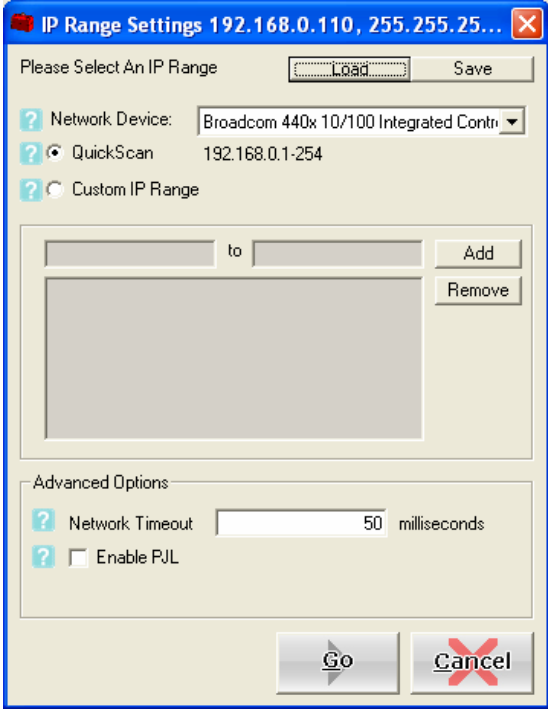 IP Range Settings 192.168.0.110, 255.255.25...
Please Select An IP Range Load Save
? Network Device: Broadcom 440x 10/100 Integrated Contr
? QuickScan 192.168.0.1-254
? Custom IP Range
to Add
Remove
Advanced Options
? Network Timeout 50 milliseconds
? Enable PJL
Go Cancel